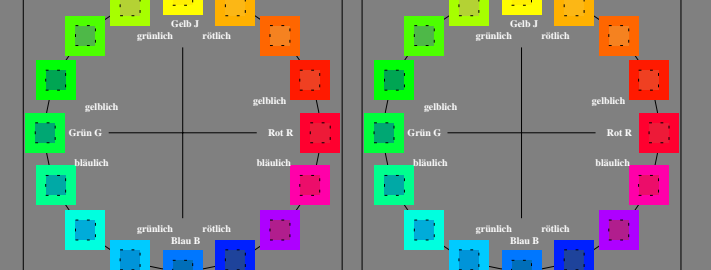 Gelb J Gelb J
grünlich rötlich grünlich rötlich
gelblich gelblich
gelblich gelblich
Grün G Rot R Grün G Rot R
bläulich bläulich bläulich bläulich
grünlich rötlich grünlich rötlich
Blau B Blau B